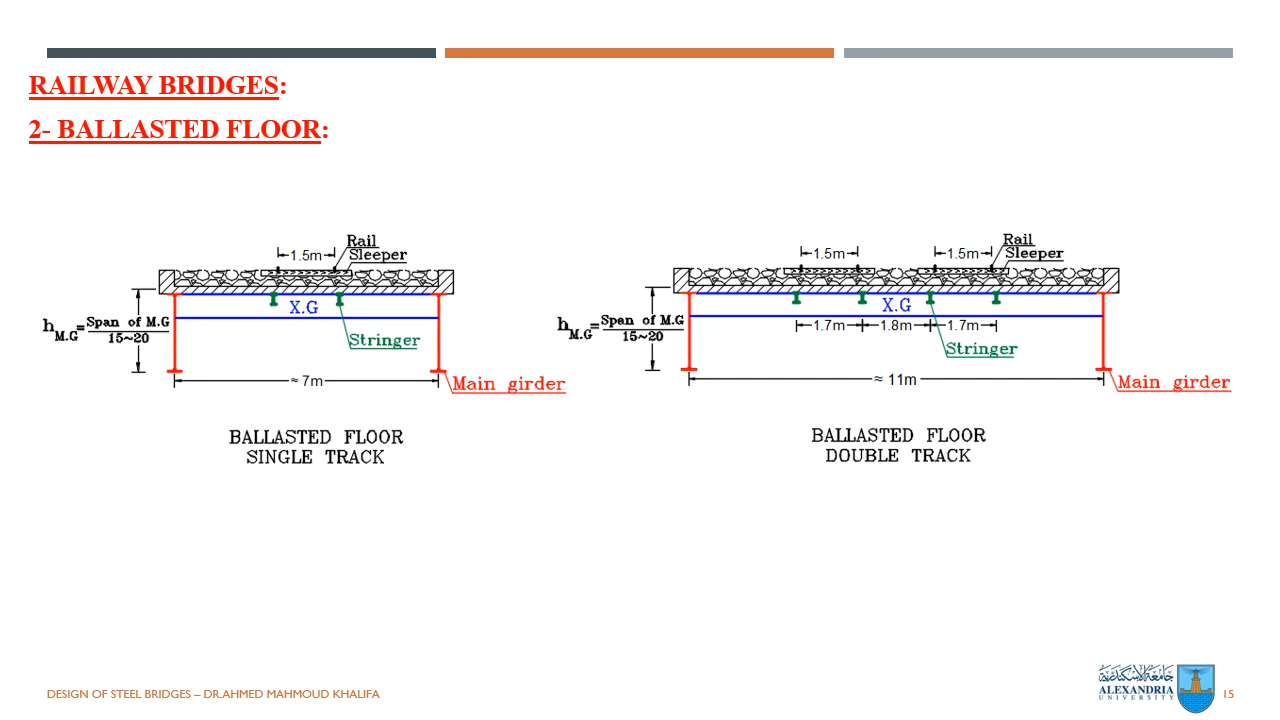 RAILWAY BRIDGES:
2- BALLASTED FLOOR:
1.5m
Rail
Sleeper
X.G
h M.G = Span of M.G
15~20
Stringer
≈ 7m
Main girder
BALLASTED FLOOR
SINGLE TRACK
1.5m
1.5m
Rail
Sleeper
X.G
h M.G = Span of M.G
15~20
1.7m
1.8m
1.7m
Stringer
≈ 11m
Main girder
BALLASTED FLOOR
DOUBLE TRACK
DESIGN OF STEEL BRIDGES – DR.AHMED MAHMOUD KHALIFA
جامعة الإسكندرية
ALEXANDRIA
UNIVERSITY
15